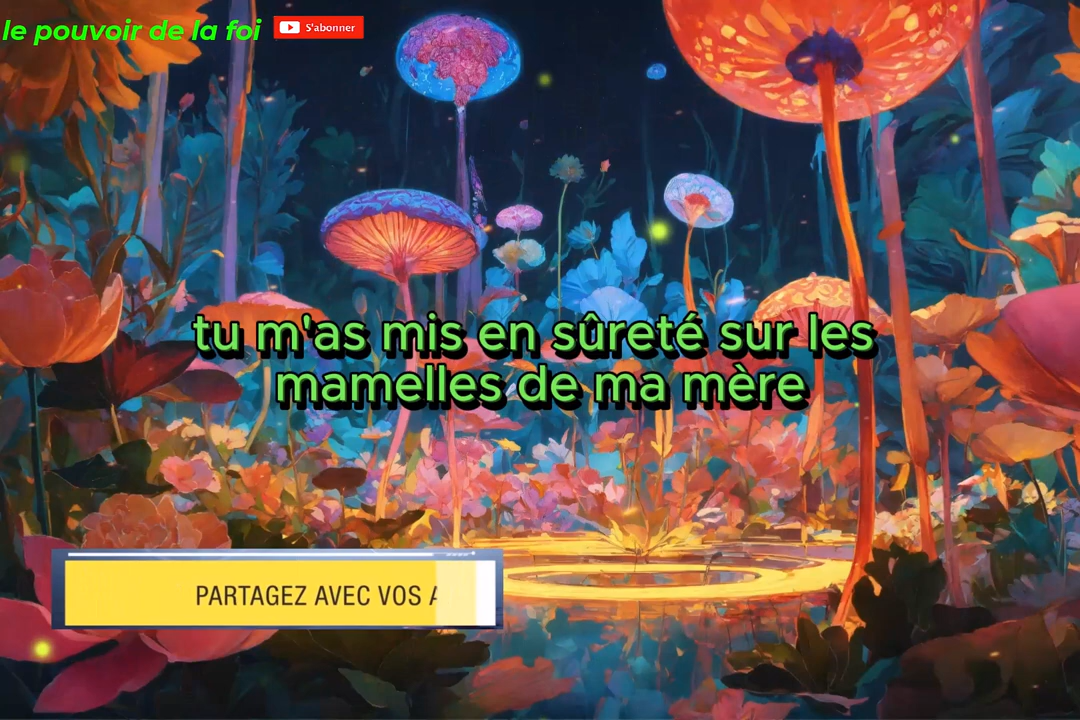 le pouvoir de la foi
S'abonner
tu m'as mis en sûreté sur les
mamelles de ma mère
PARTAGEZ AVEC VOS